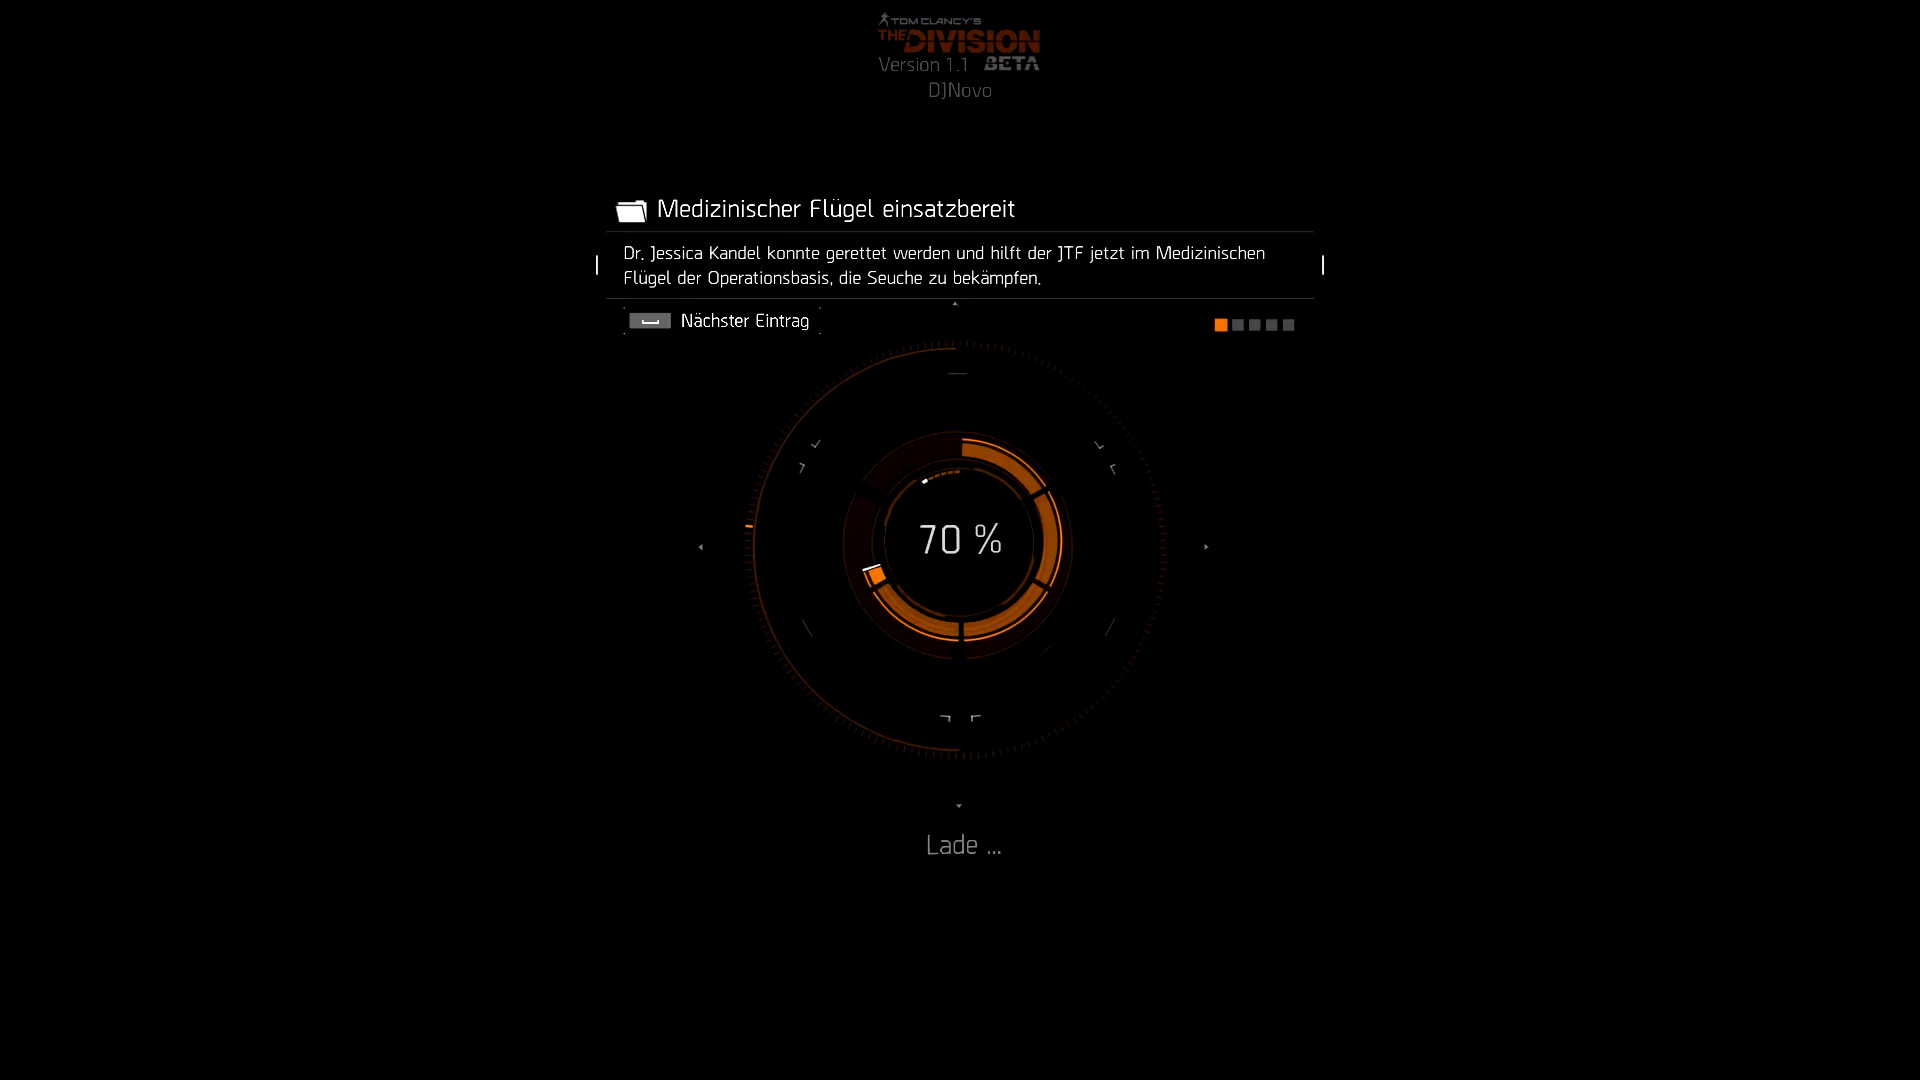 TOM CLANCY'S
THE DIVISION
Version 1.1 BETA
DJNovo
Medizinischer Flügel einsatzbereit
Dr. Jessica Kandel konnte gerettet werden und hilft der JTF jetzt im Medizinischen
Flügel der Operationsbasis, die Seuche zu bekämpfen.
Nächster Eintrag
70 %
Lade ...